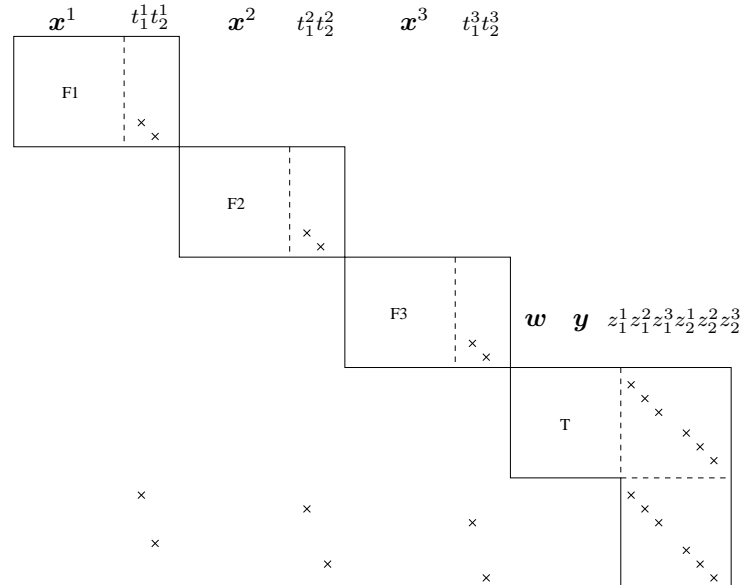 𝒙¹ t₁¹t₂¹ 𝒙² t₁²t₂² 𝒙³ t₁³t₂³
F1
F2
F3
𝒘 𝒚 z₁¹z₁²z₁³z₂¹z₂²z₂³
T